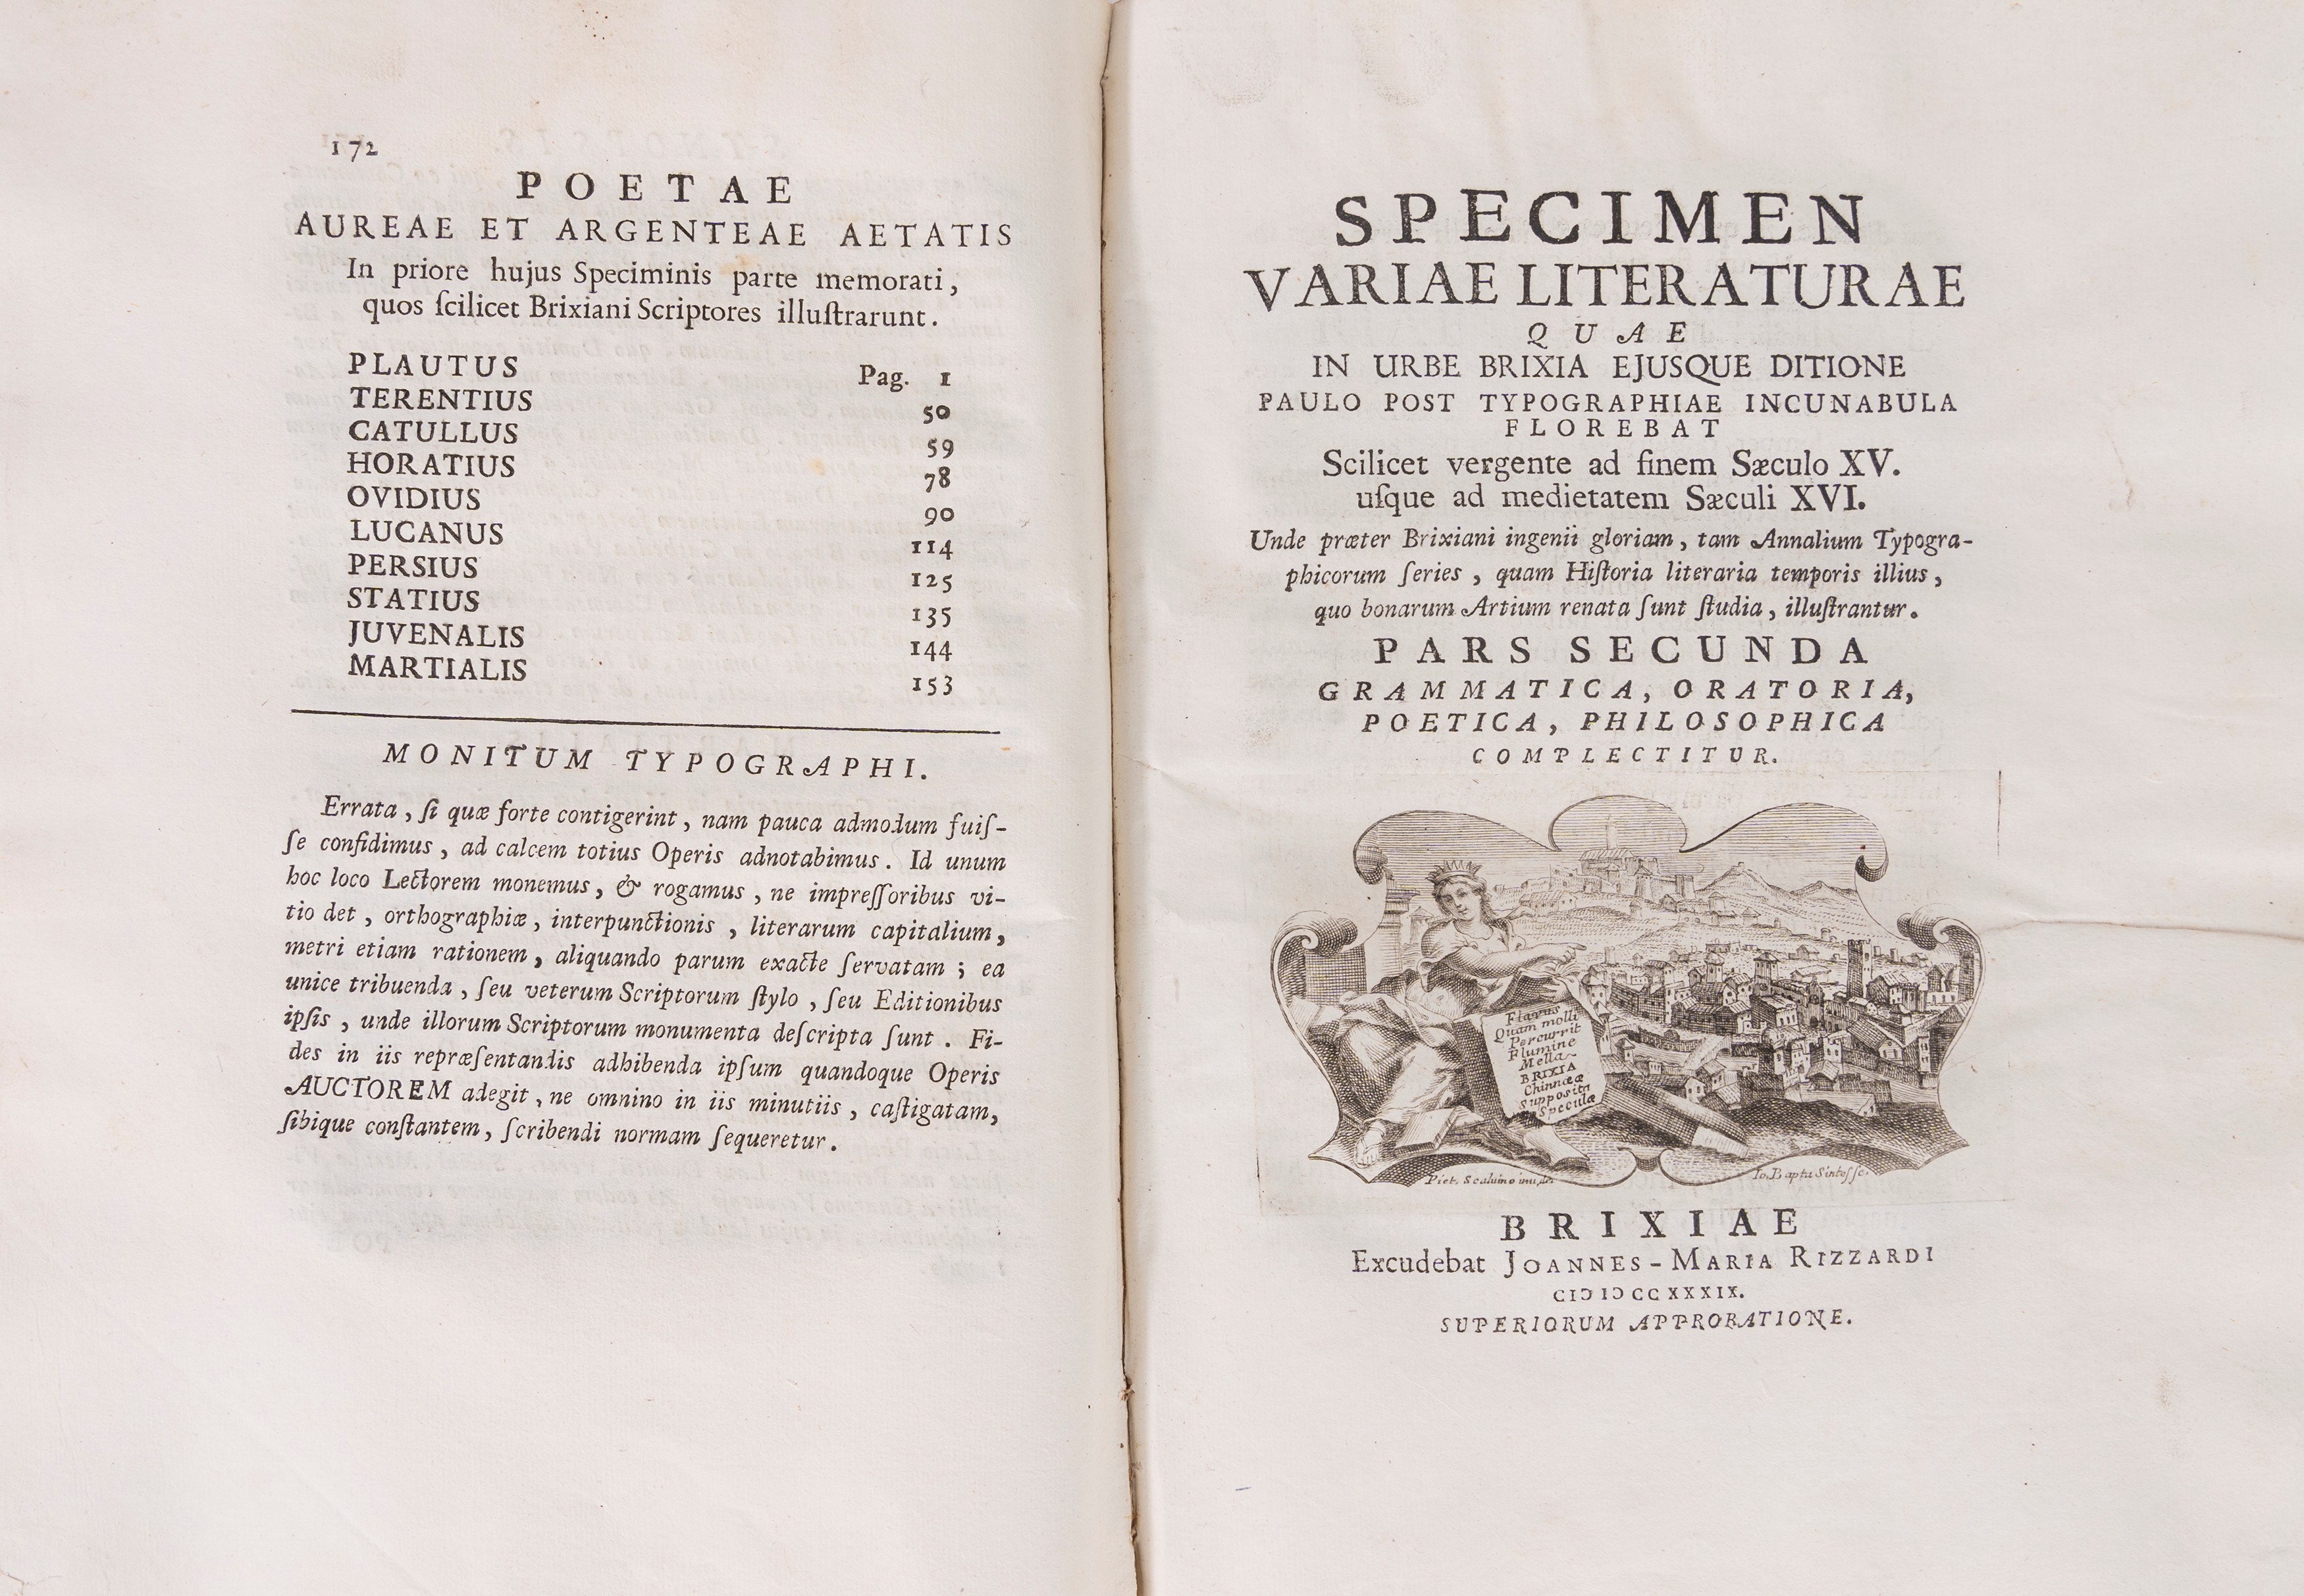 172
POETAE
AUREAE ET ARGENTEAE AETATIS
In priore hujus Speciminis parte memorati,
quos ſcilicet Brixiani Scriptores illuſtrarunt.
PLAUTUS Pag. 1
TERENTIUS 50
CATULLUS 59
HORATIUS 78
OVIDIUS 90
LUCANUS 114
PERSIUS 125
STATIUS 135
JUVENALIS 144
MARTIALIS 153
MONITUM TYPOGRAPHI.
Errata, ſi quæ forte contigerint, nam pauca admodum fuiſ-
ſe confidimus, ad calcem totius Operis adnotabimus. Id unum
hoc loco Lectorem monemus, & rogamus, ne impreſſoribus vi-
tio det, orthographiæ, interpunctionis, literarum capitalium,
metri etiam rationem, aliquando parum exacte ſervatam; ea
unice tribuenda, ſeu veterum Scriptorum ſtylo, ſeu Editionibus
ipſis, unde illorum Scriptorum monumenta deſcripta ſunt. Fi-
des in iis repræſentandis adhibenda ipſum quandoque Operis
AUCTOREM adegit, ne omnino in iis minutiis, caſtigatam,
ſibique conſtantem, ſcribendi normam ſequeretur.
SPECIMEN
VARIAE LITERATURAE
QUAE
IN URBE BRIXIA EJUSQUE DITIONE
PAULO POST TYPOGRAPHIAE INCUNABULA
FLOREBAT
Scilicet vergente ad finem Sæculo XV.
uſque ad medietatem Sæculi XVI.
Unde præter Brixiani ingenii gloriam, tam Annalium Typogra-
phicorum ſeries, quam Hiſtoria literaria temporis illius,
quo bonarum Artium renata ſunt ſtudia, illuſtrantur.
PARS SECUNDA
GRAMMATICA, ORATORIA,
POETICA, PHILOSOPHICA
COMPLECTITUR.
Flavus
Quam molli
Percurrit
Flumine
Mella
BRIXIA
Chinnææ
Supposita
Speculæ
Piet. Scalvino inv. del.
Io. Bapta Sintes sc.
BRIXIAE
Excudebat JOANNES-MARIA RIZZARDI
CIↃ IↃ CC XXXIX.
SUPERIORUM APPROBATIONE.